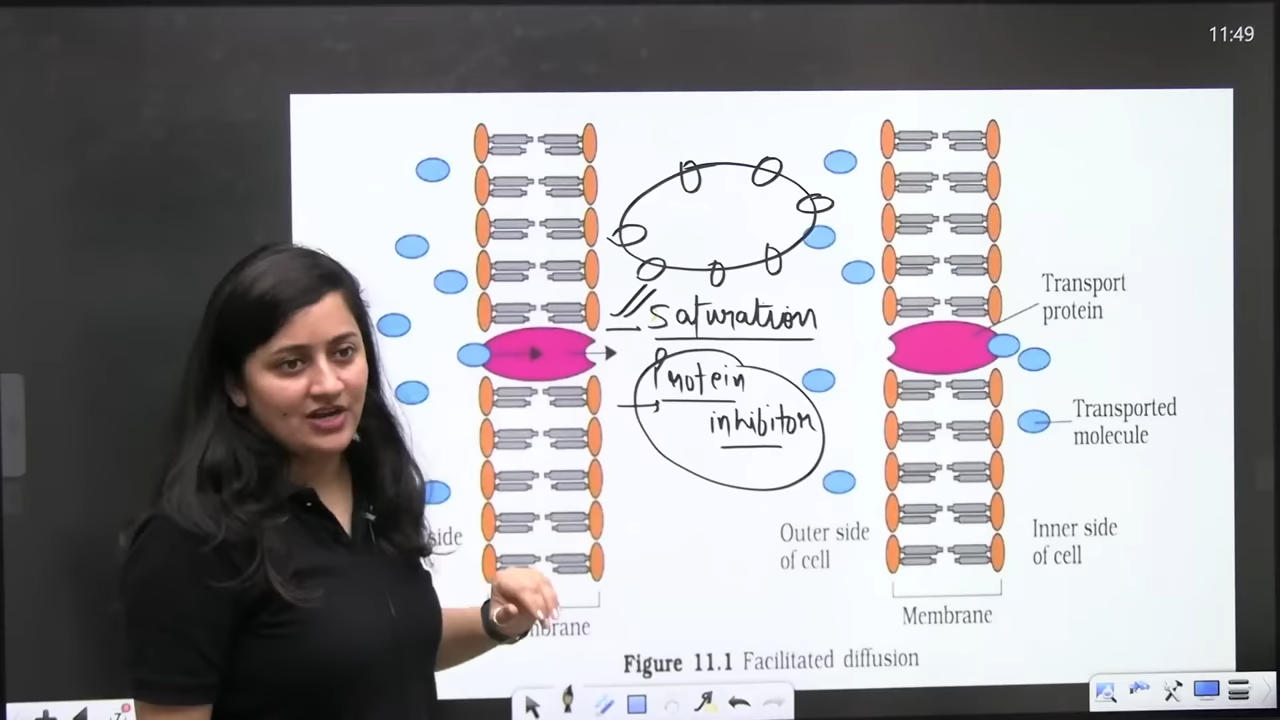 11:49
Saturation
Protein
inhibitor
Transport
protein
Transported
molecule
side
Outer side
of cell
Inner side
of cell
Membrane
Figure 11.1 Facilitated diffusion